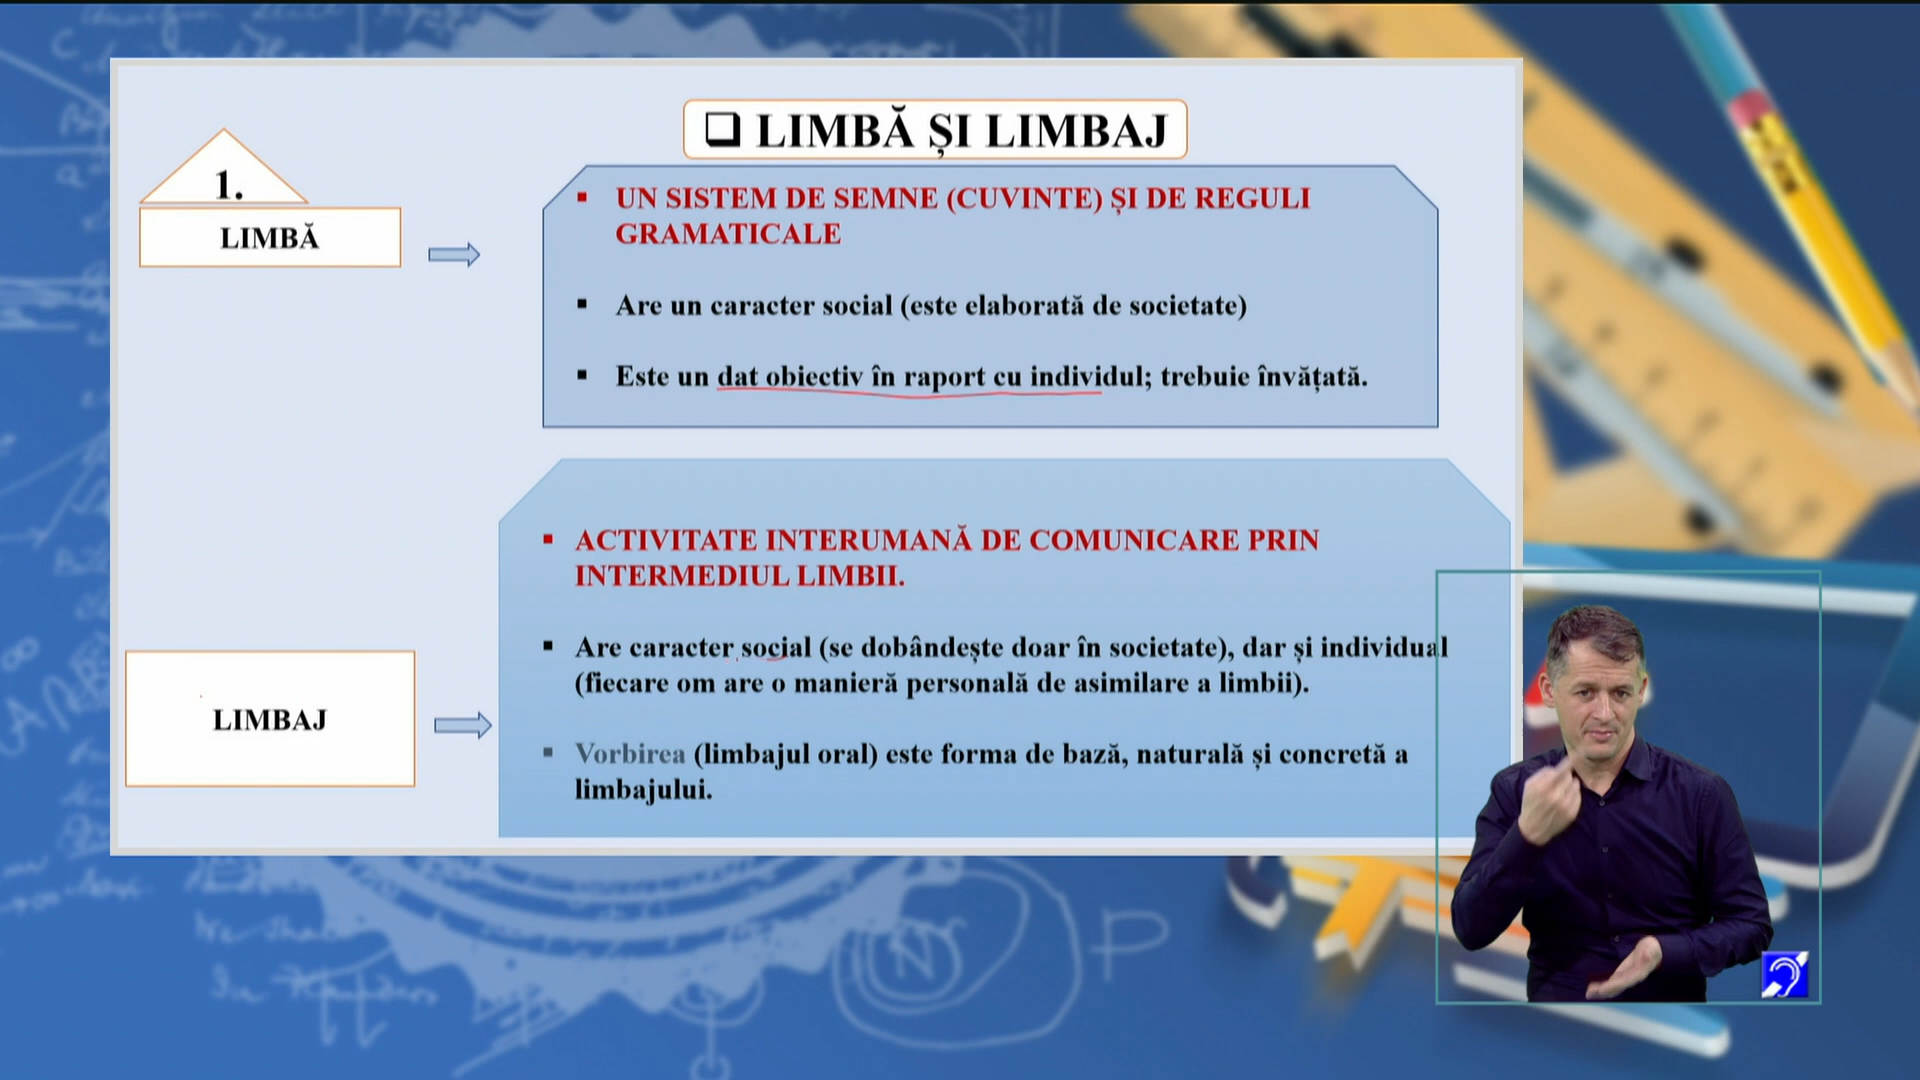 ❑ LIMBĂ ȘI LIMBAJ
1.
LIMBĂ
▪ UN SISTEM DE SEMNE (CUVINTE) ȘI DE REGULI
GRAMATICALE
▪ Are un caracter social (este elaborată de societate)
▪ Este un dat obiectiv în raport cu individul; trebuie învățată.
LIMBAJ
▪ ACTIVITATE INTERUMANĂ DE COMUNICARE PRIN
INTERMEDIUL LIMBII.
▪ Are caracter social (se dobândește doar în societate), dar și individual
(fiecare om are o manieră personală de asimilare a limbii).
▪ Vorbirea (limbajul oral) este forma de bază, naturală și concretă a
limbajului.
N
P